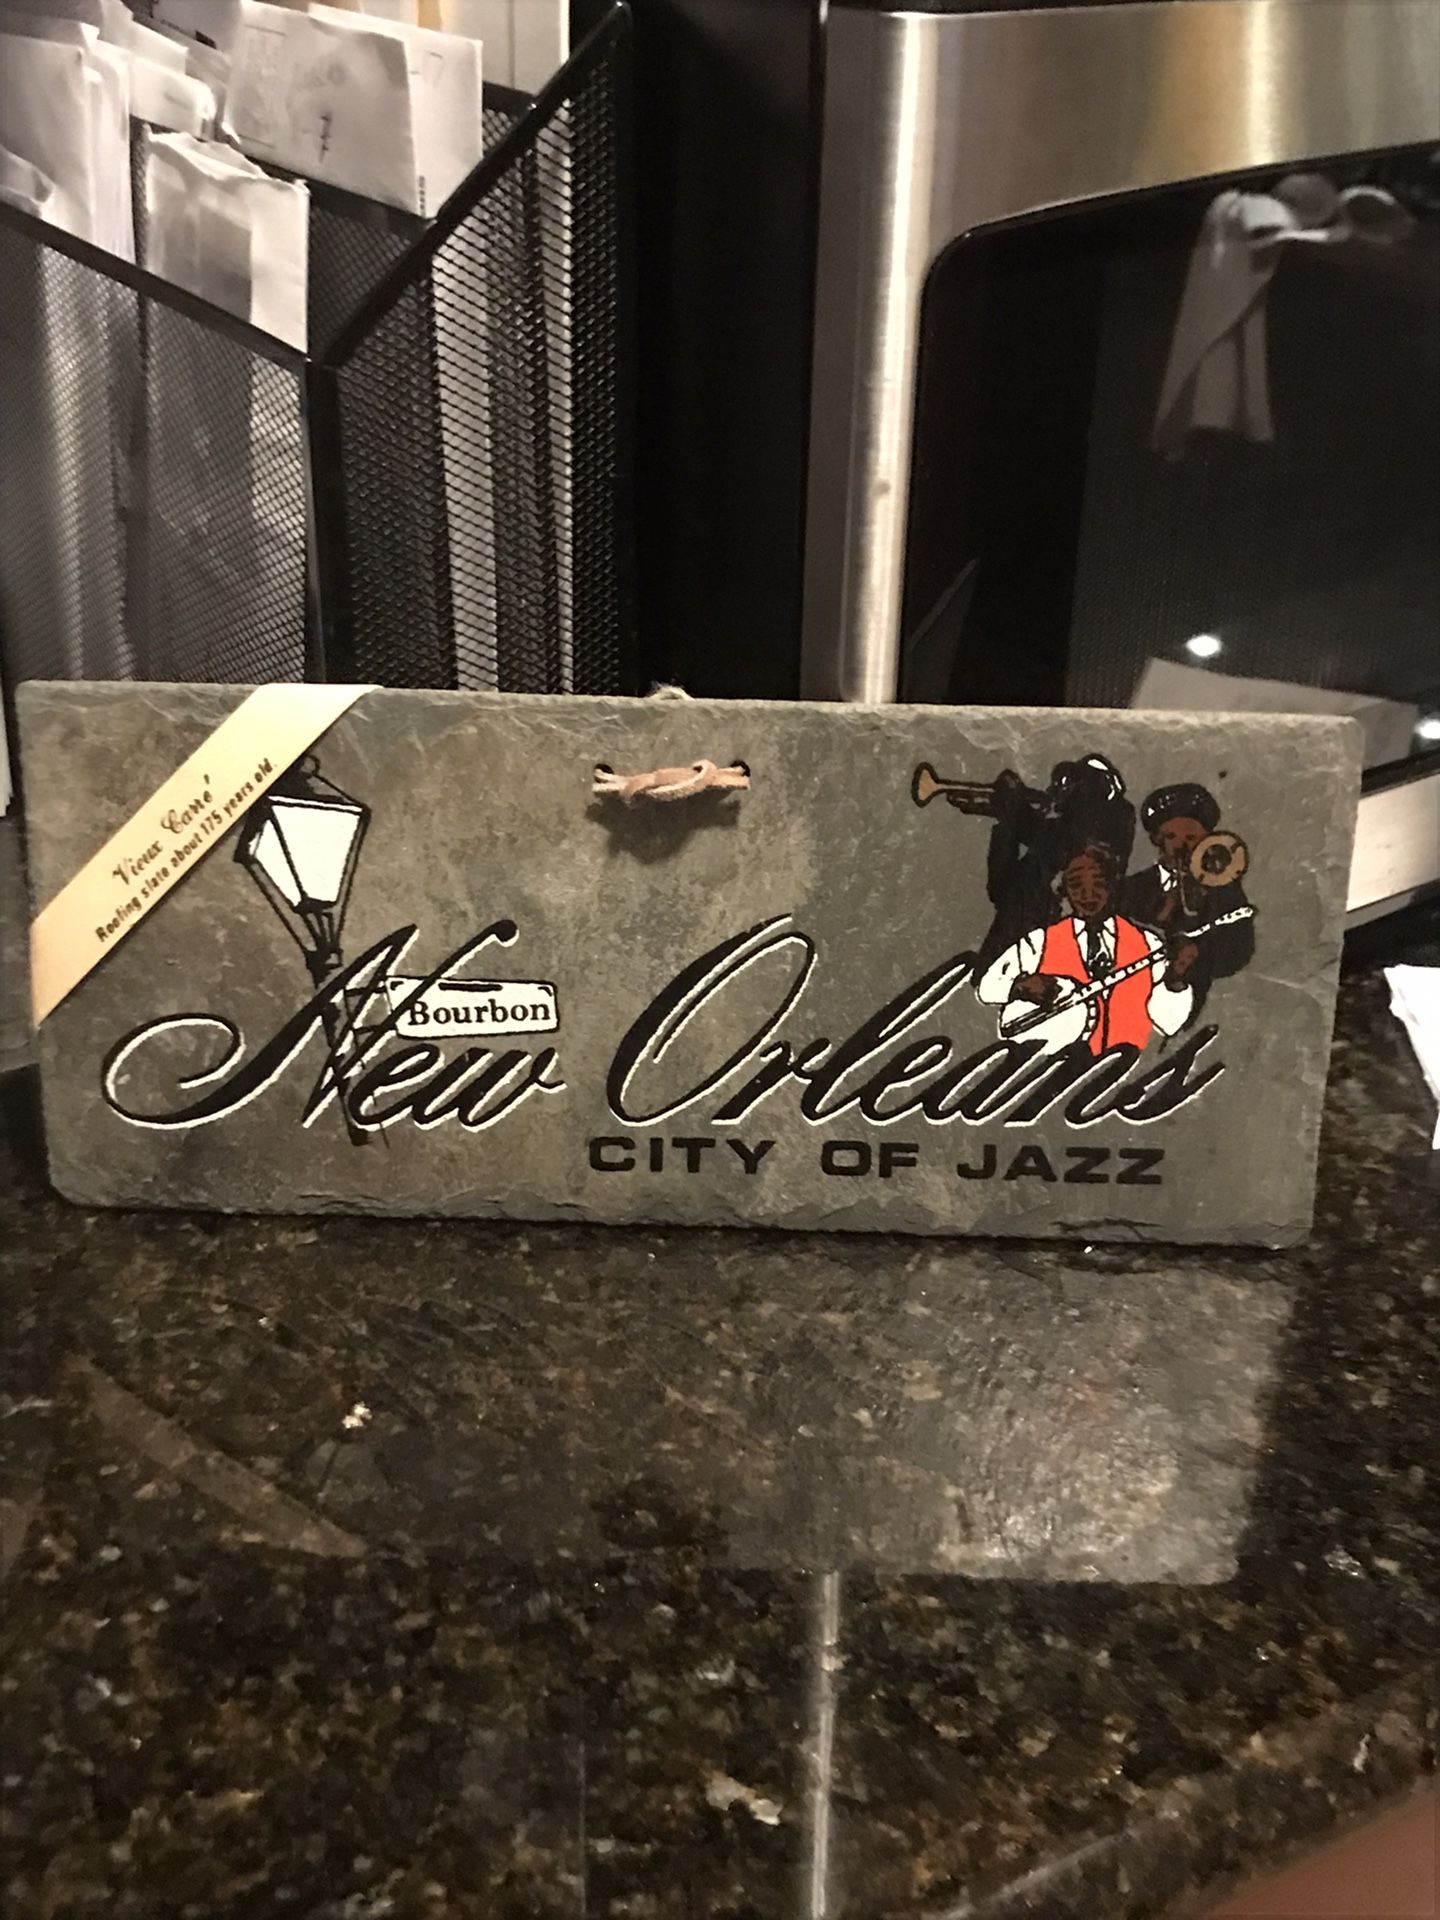 Vieux Carré
Roofing slate about 175 years old.
Bourbon
New Orleans
CITY OF JAZZ